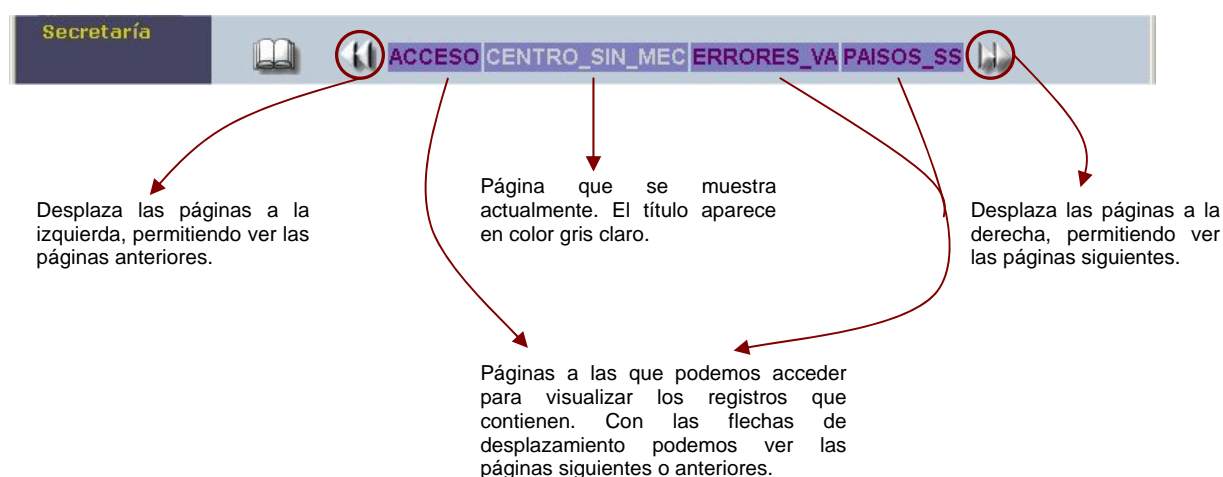 Secretaría
ACCESO CENTRO_SIN_MEC ERRORES_VA PAISOS_SS
Desplaza las páginas a la
izquierda, permitiendo ver las
páginas anteriores.
Página que se muestra
actualmente. El título aparece
en color gris claro.
Desplaza las páginas a la
derecha, permitiendo ver
las páginas siguientes.
Páginas a las que podemos acceder
para visualizar los registros que
contienen. Con las flechas de
desplazamiento podemos ver las
páginas siguientes o anteriores.